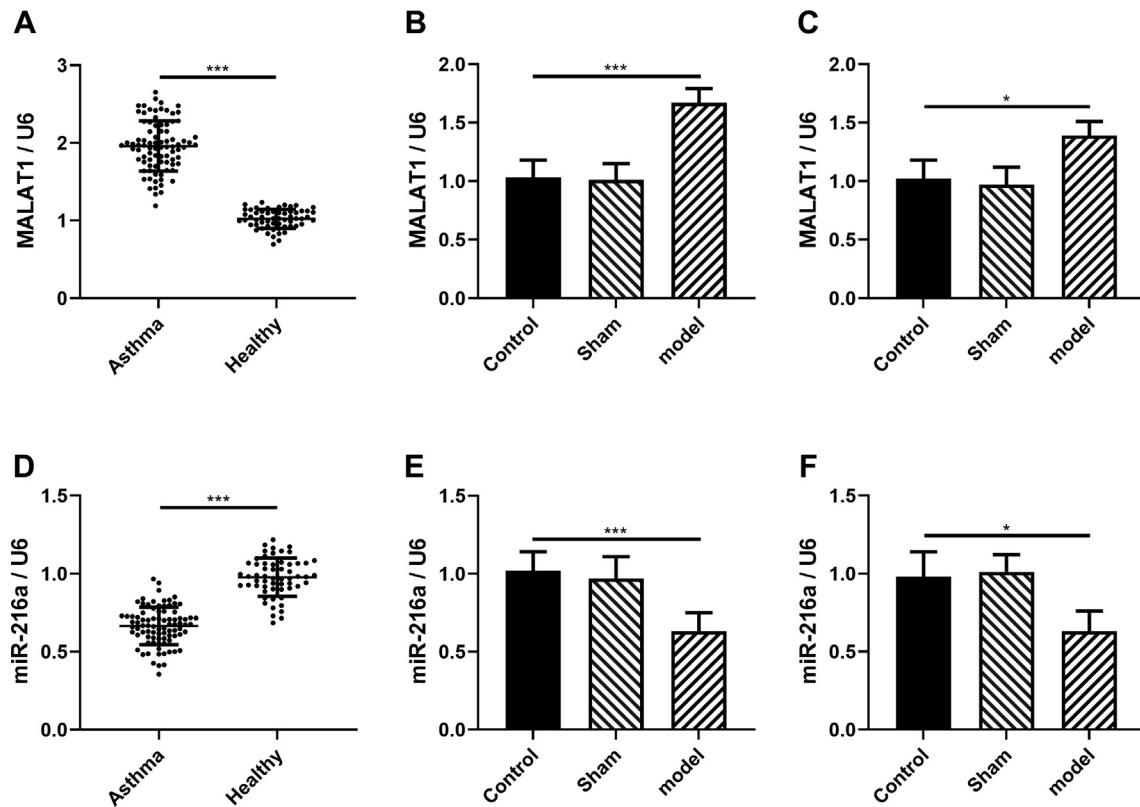 A
MALAT1 / U6
3
2
1
0
***
Asthma
Healthy
B
MALAT1 / U6
2.0
1.5
1.0
0.5
0.0
***
Control
Sham
model
C
MALAT1 / U6
2.0
1.5
1.0
0.5
0.0
*
Control
Sham
model
D
miR-216a / U6
1.5
1.0
0.5
0.0
***
Asthma
Healthy
E
miR-216a / U6
1.5
1.0
0.5
0.0
***
Control
Sham
model
F
miR-216a / U6
1.5
1.0
0.5
0.0
*
Control
Sham
model